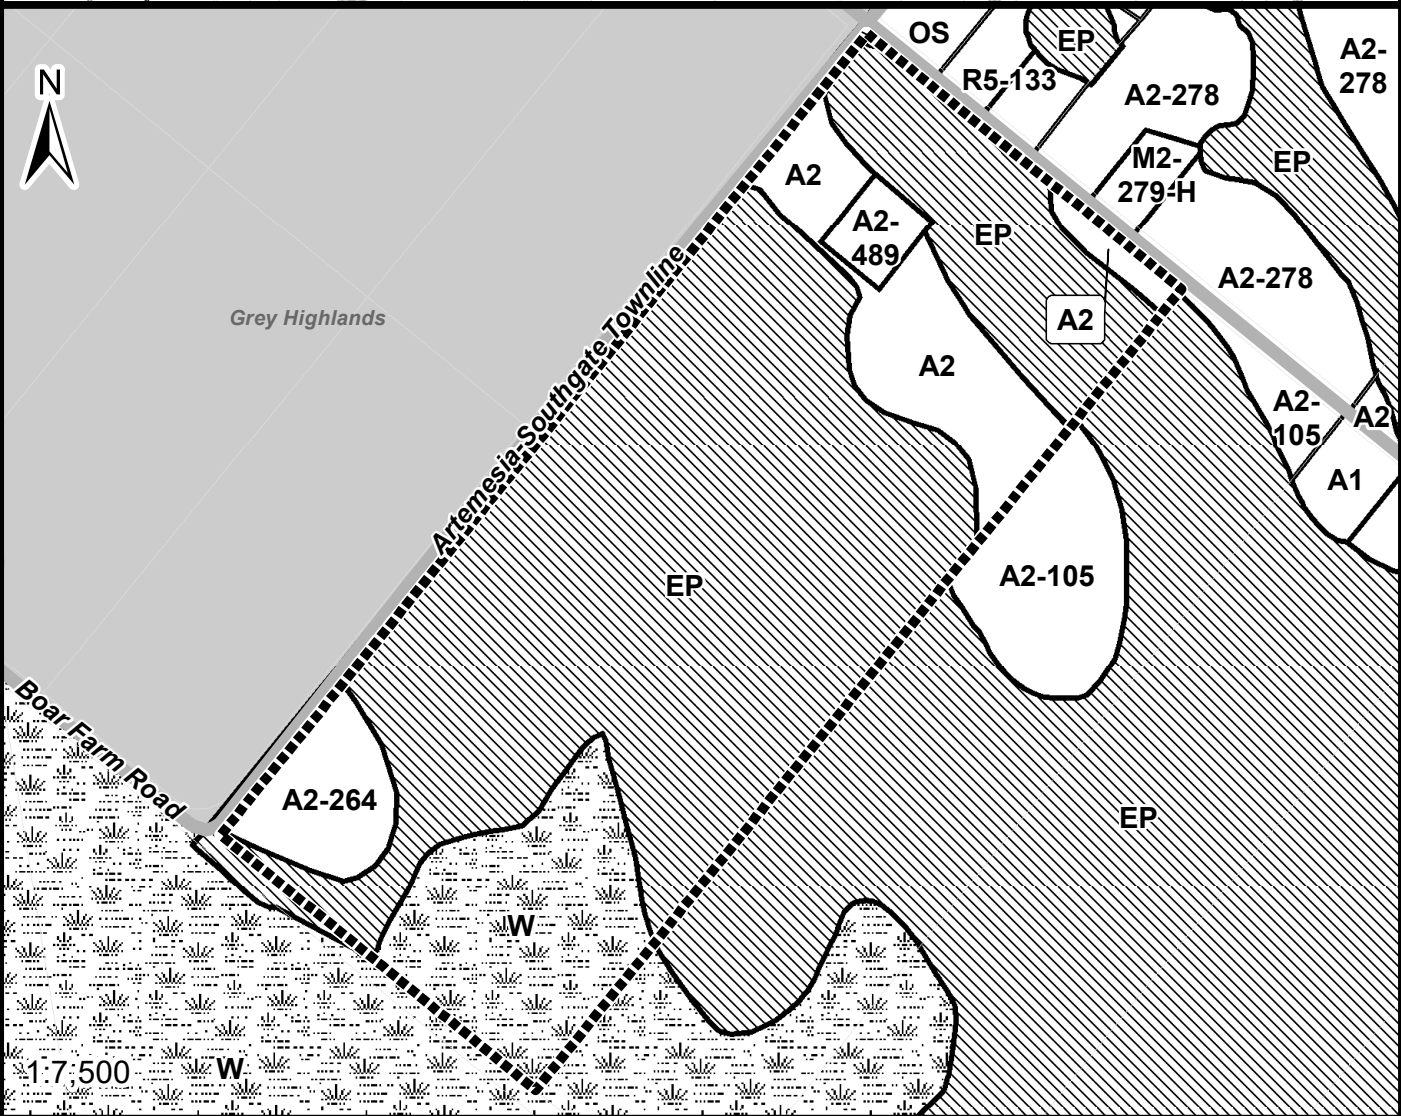 OS
EP
R5-133
A2-
278
A2-278
N
M2-
279-H
EP
A2
A2-
489
EP
A2-278
A2
Grey Highlands
Artemesia-Southgate Townline
A2
A2-
105
A2
A1
A2-105
EP
Boar Farm Road
A2-264
EP
W
1:7,500
W